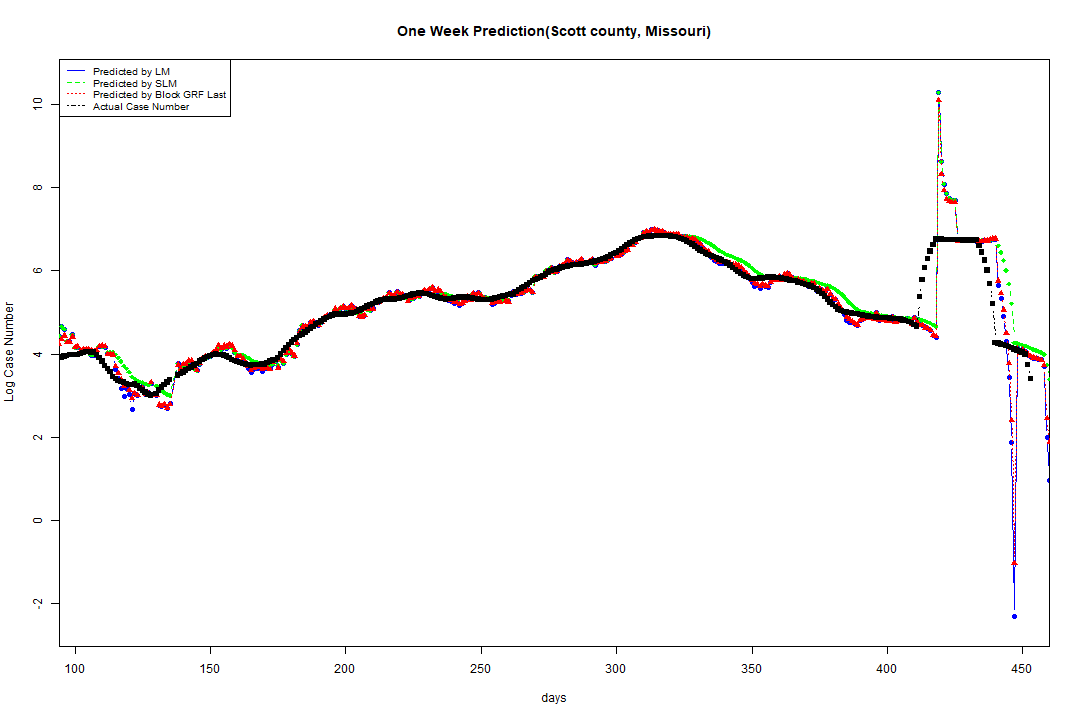 One Week Prediction(Scott county, Missouri)
Predicted by LM
Predicted by SLM
Predicted by Block GRF Last
Actual Case Number
10
8
6
4
2
0
-2
Log Case Number
100 150 200 250 300 350 400 450
days